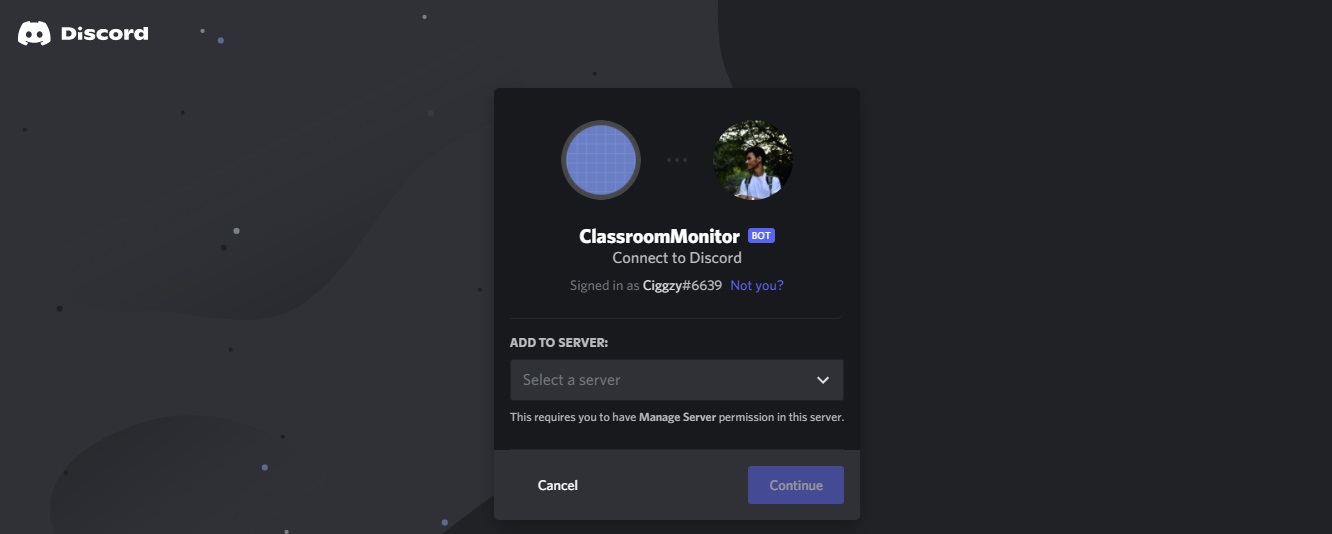 Discord
ClassroomMonitor BOT
Connect to Discord
Signed in as Ciggzy#6639 Not you?
ADD TO SERVER:
Select a server
This requires you to have Manage Server permission in this server.
Cancel Continue